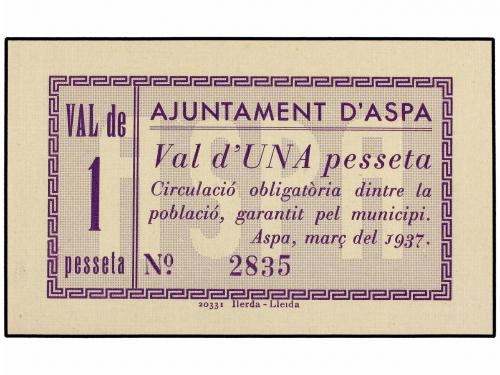 VAL de
1
pesseta
AJUNTAMENT D'ASPA
Val d'UNA pesseta
Circulació obligatòria dintre la
població, garantit pel municipi.
Aspa, març del 1937.
Nº 2835
ASPA
20331 Ilerda - Lleida